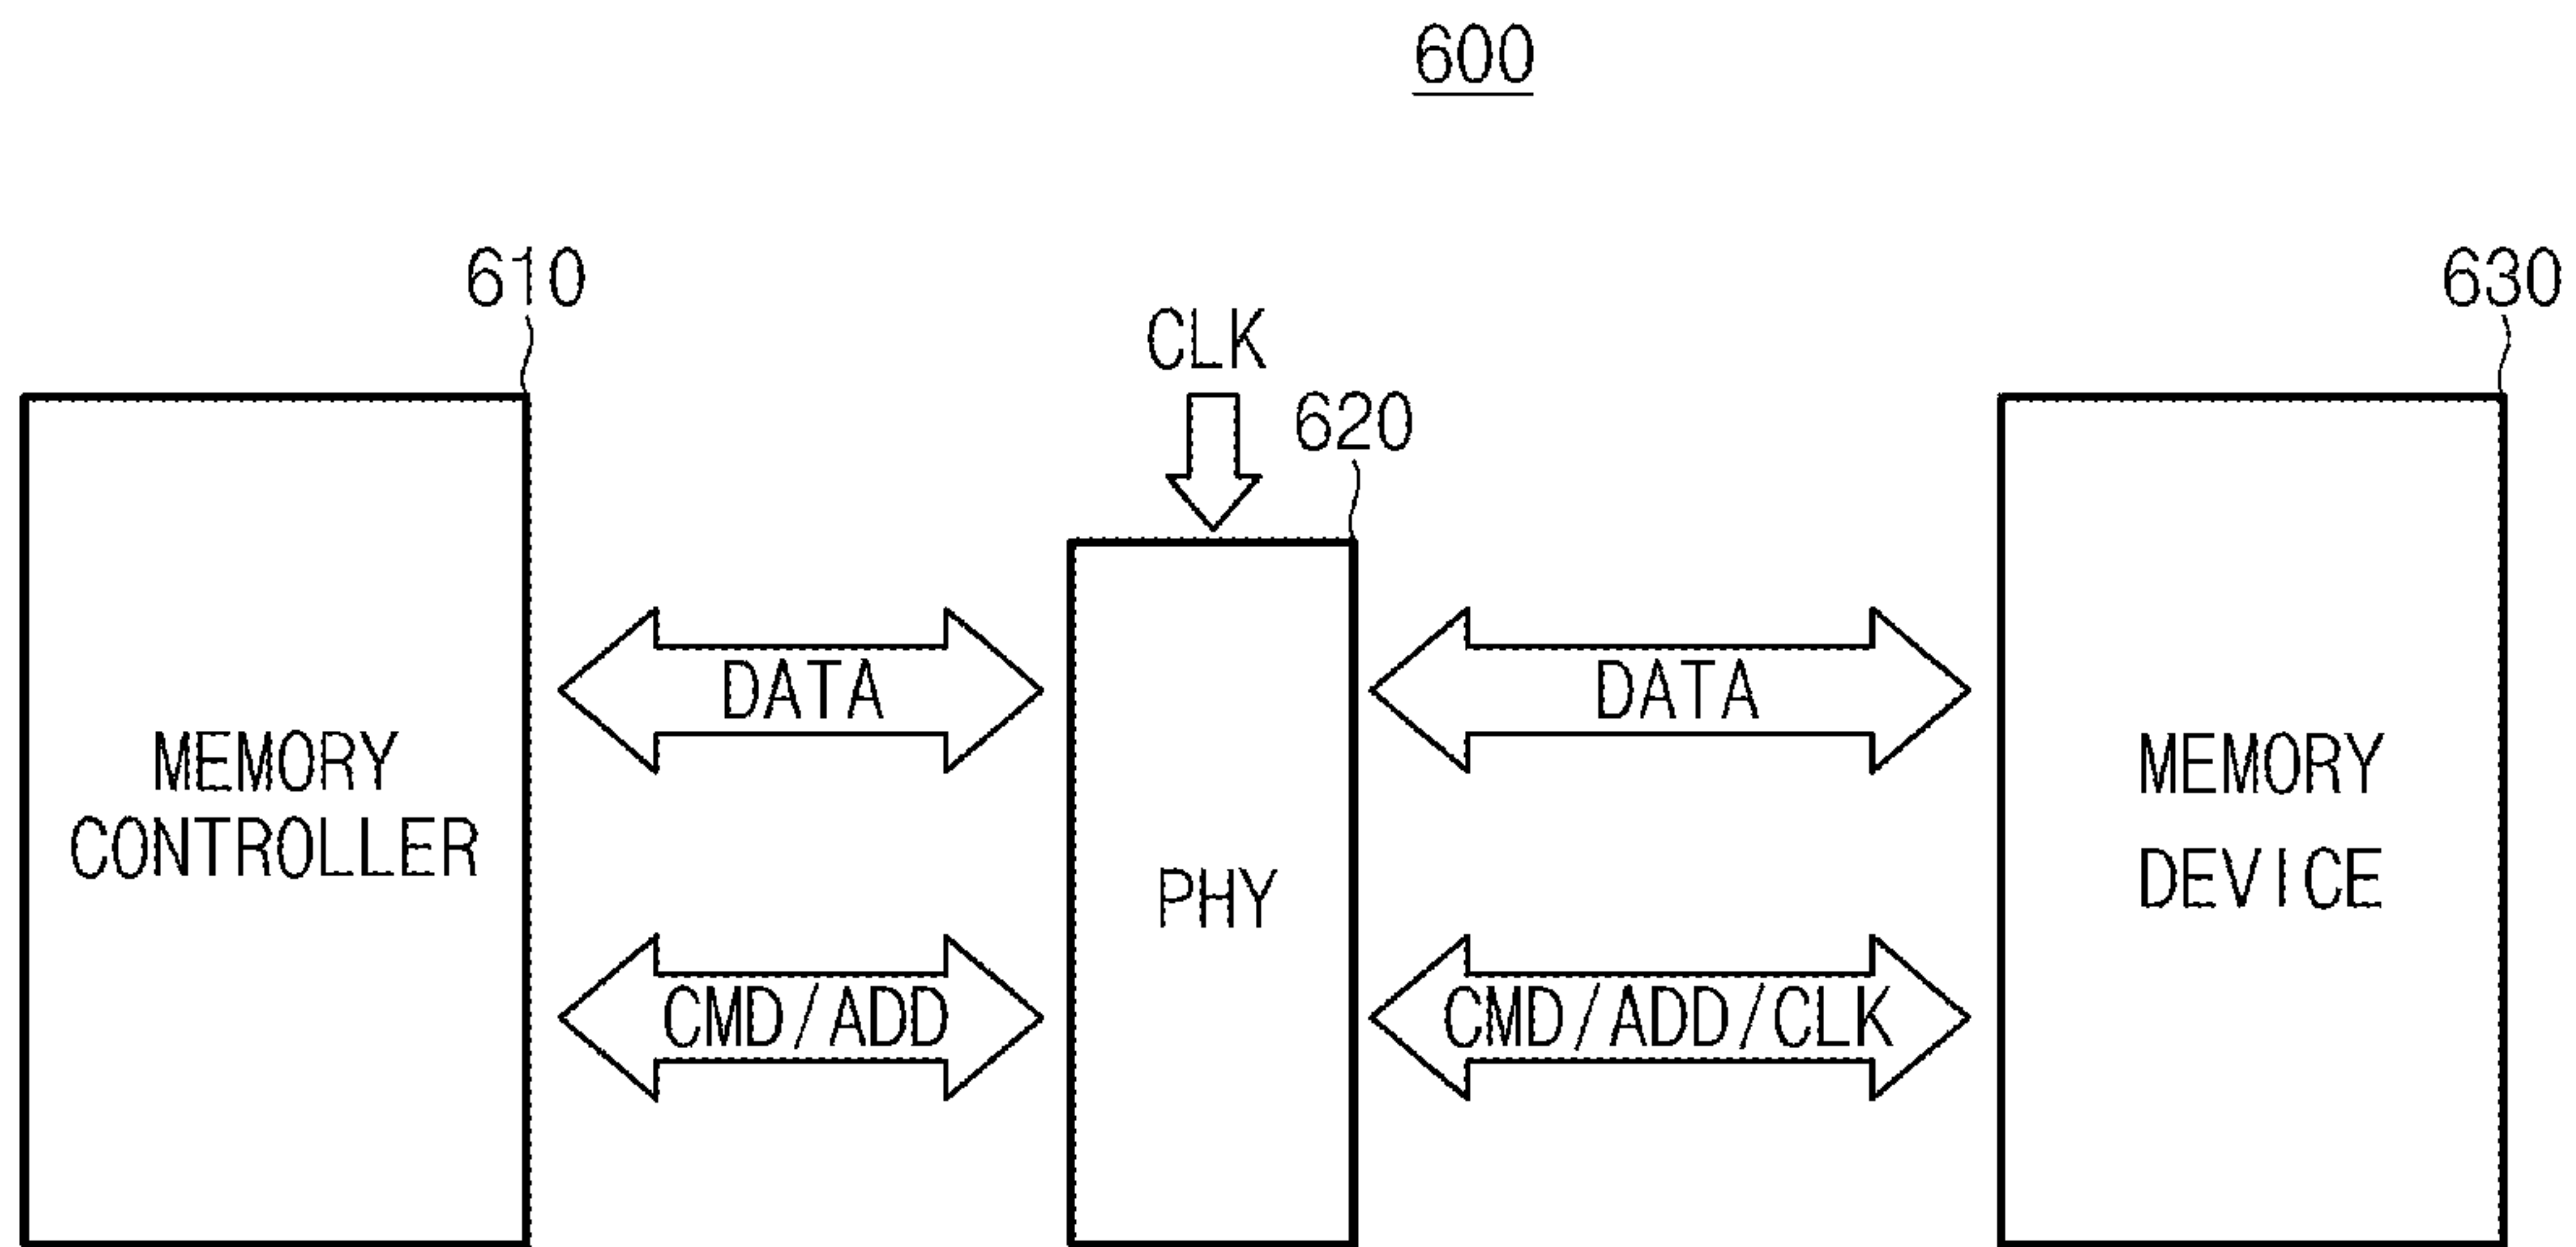 600
610
630
CLK
620
DATA
DATA
MEMORY
CONTROLLER
PHY
MEMORY
DEVICE
CMD/ADD
CMD/ADD/CLK